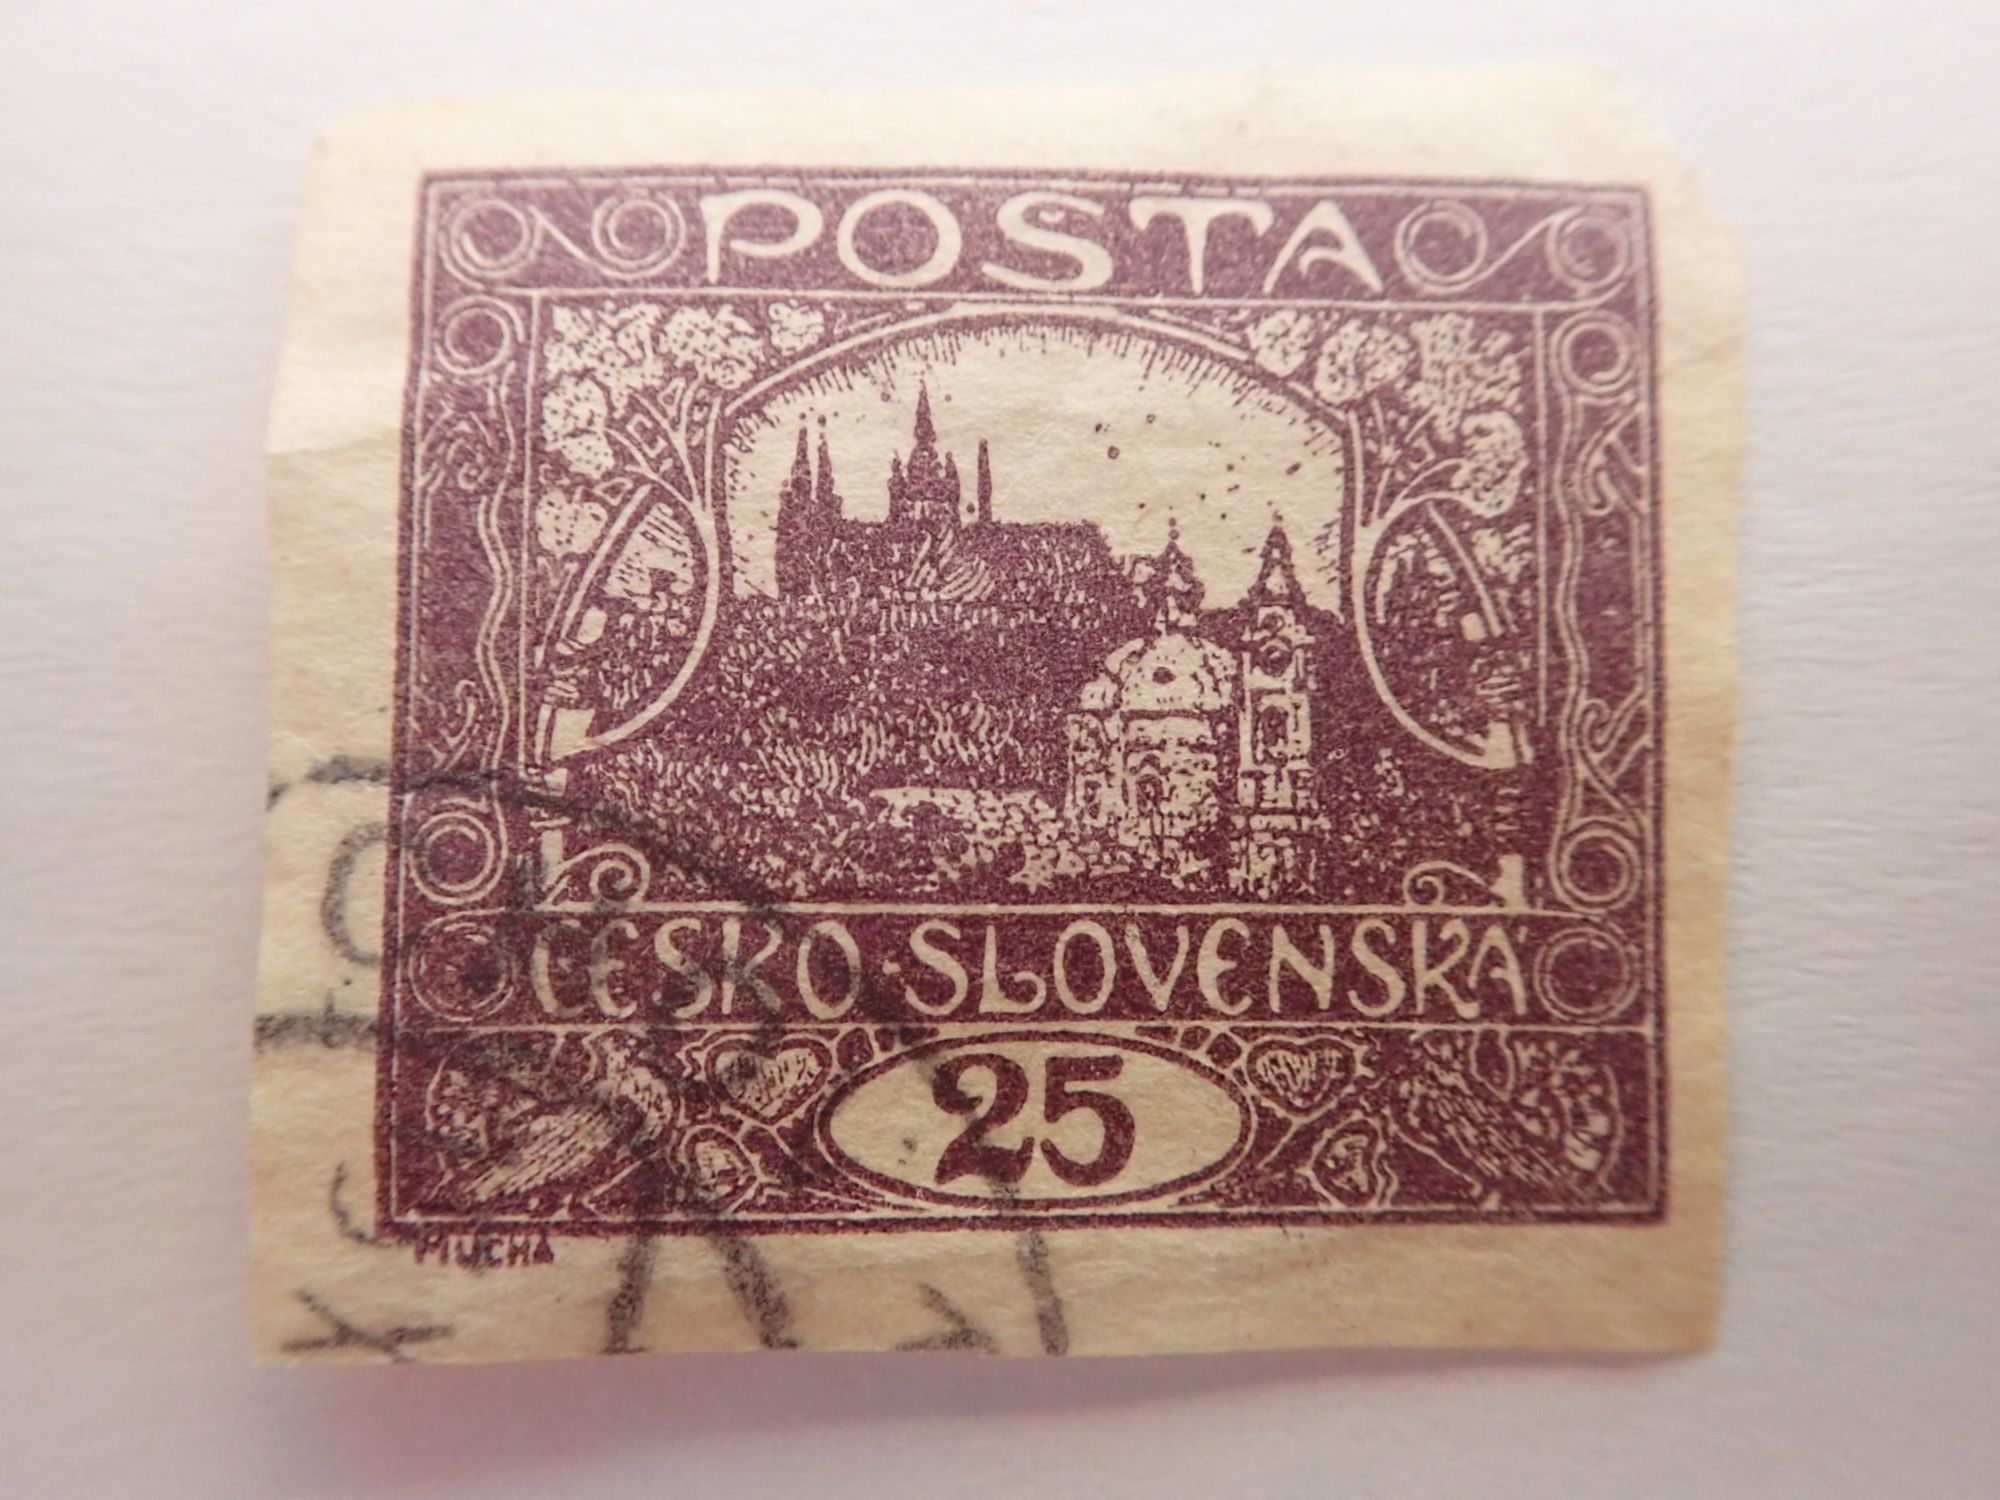 POSTA
ČESKO·SLOVENSKÁ
25
MUCHA